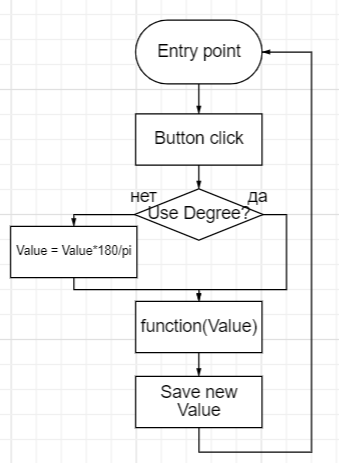 Entry point
Button click
нет
да
Use Degree?
Value = Value*180/pi
function(Value)
Save new
Value